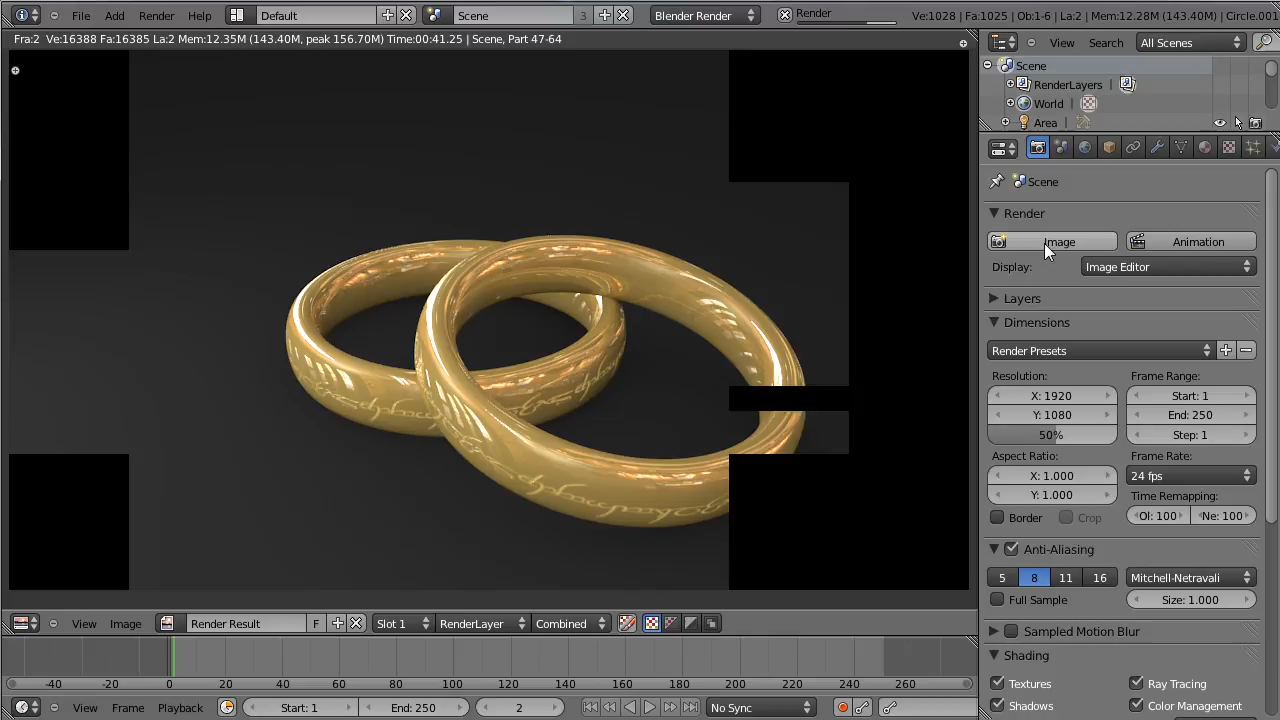 File Add Render Help Default Scene 3 Blender Render Render Ve:1028 | Fa:1025 | Ob:1-6 | La:2 | Mem:12.28M (143.40M) | Circle.001
Fra:2 Ve:16388 Fa:16385 La:2 Mem:12.35M (143.40M, peak 156.70M) Time:00:41.25 | Scene, Part 47-64
View Search All Scenes
Scene
RenderLayers |
World |
Area |
Scene
Render
Image Animation
Display: Image Editor
Layers
Dimensions
Render Presets
Resolution: Frame Range:
X: 1920 Start: 1
Y: 1080 End: 250
50% Step: 1
Aspect Ratio: Frame Rate:
X: 1.000 24 fps
Y: 1.000 Time Remapping:
Border Crop Ol: 100 Ne: 100
Anti-Aliasing
5 8 11 16 Mitchell-Netravali
Full Sample Size: 1.000
Sampled Motion Blur
Shading
Textures Ray Tracing
Shadows Color Management
View Image Render Result F Slot 1 RenderLayer Combined
-40 -20 0 20 40 60 80 100 120 140 160 180 200 220 240 260
View Frame Playback Start: 1 End: 250 2 No Sync